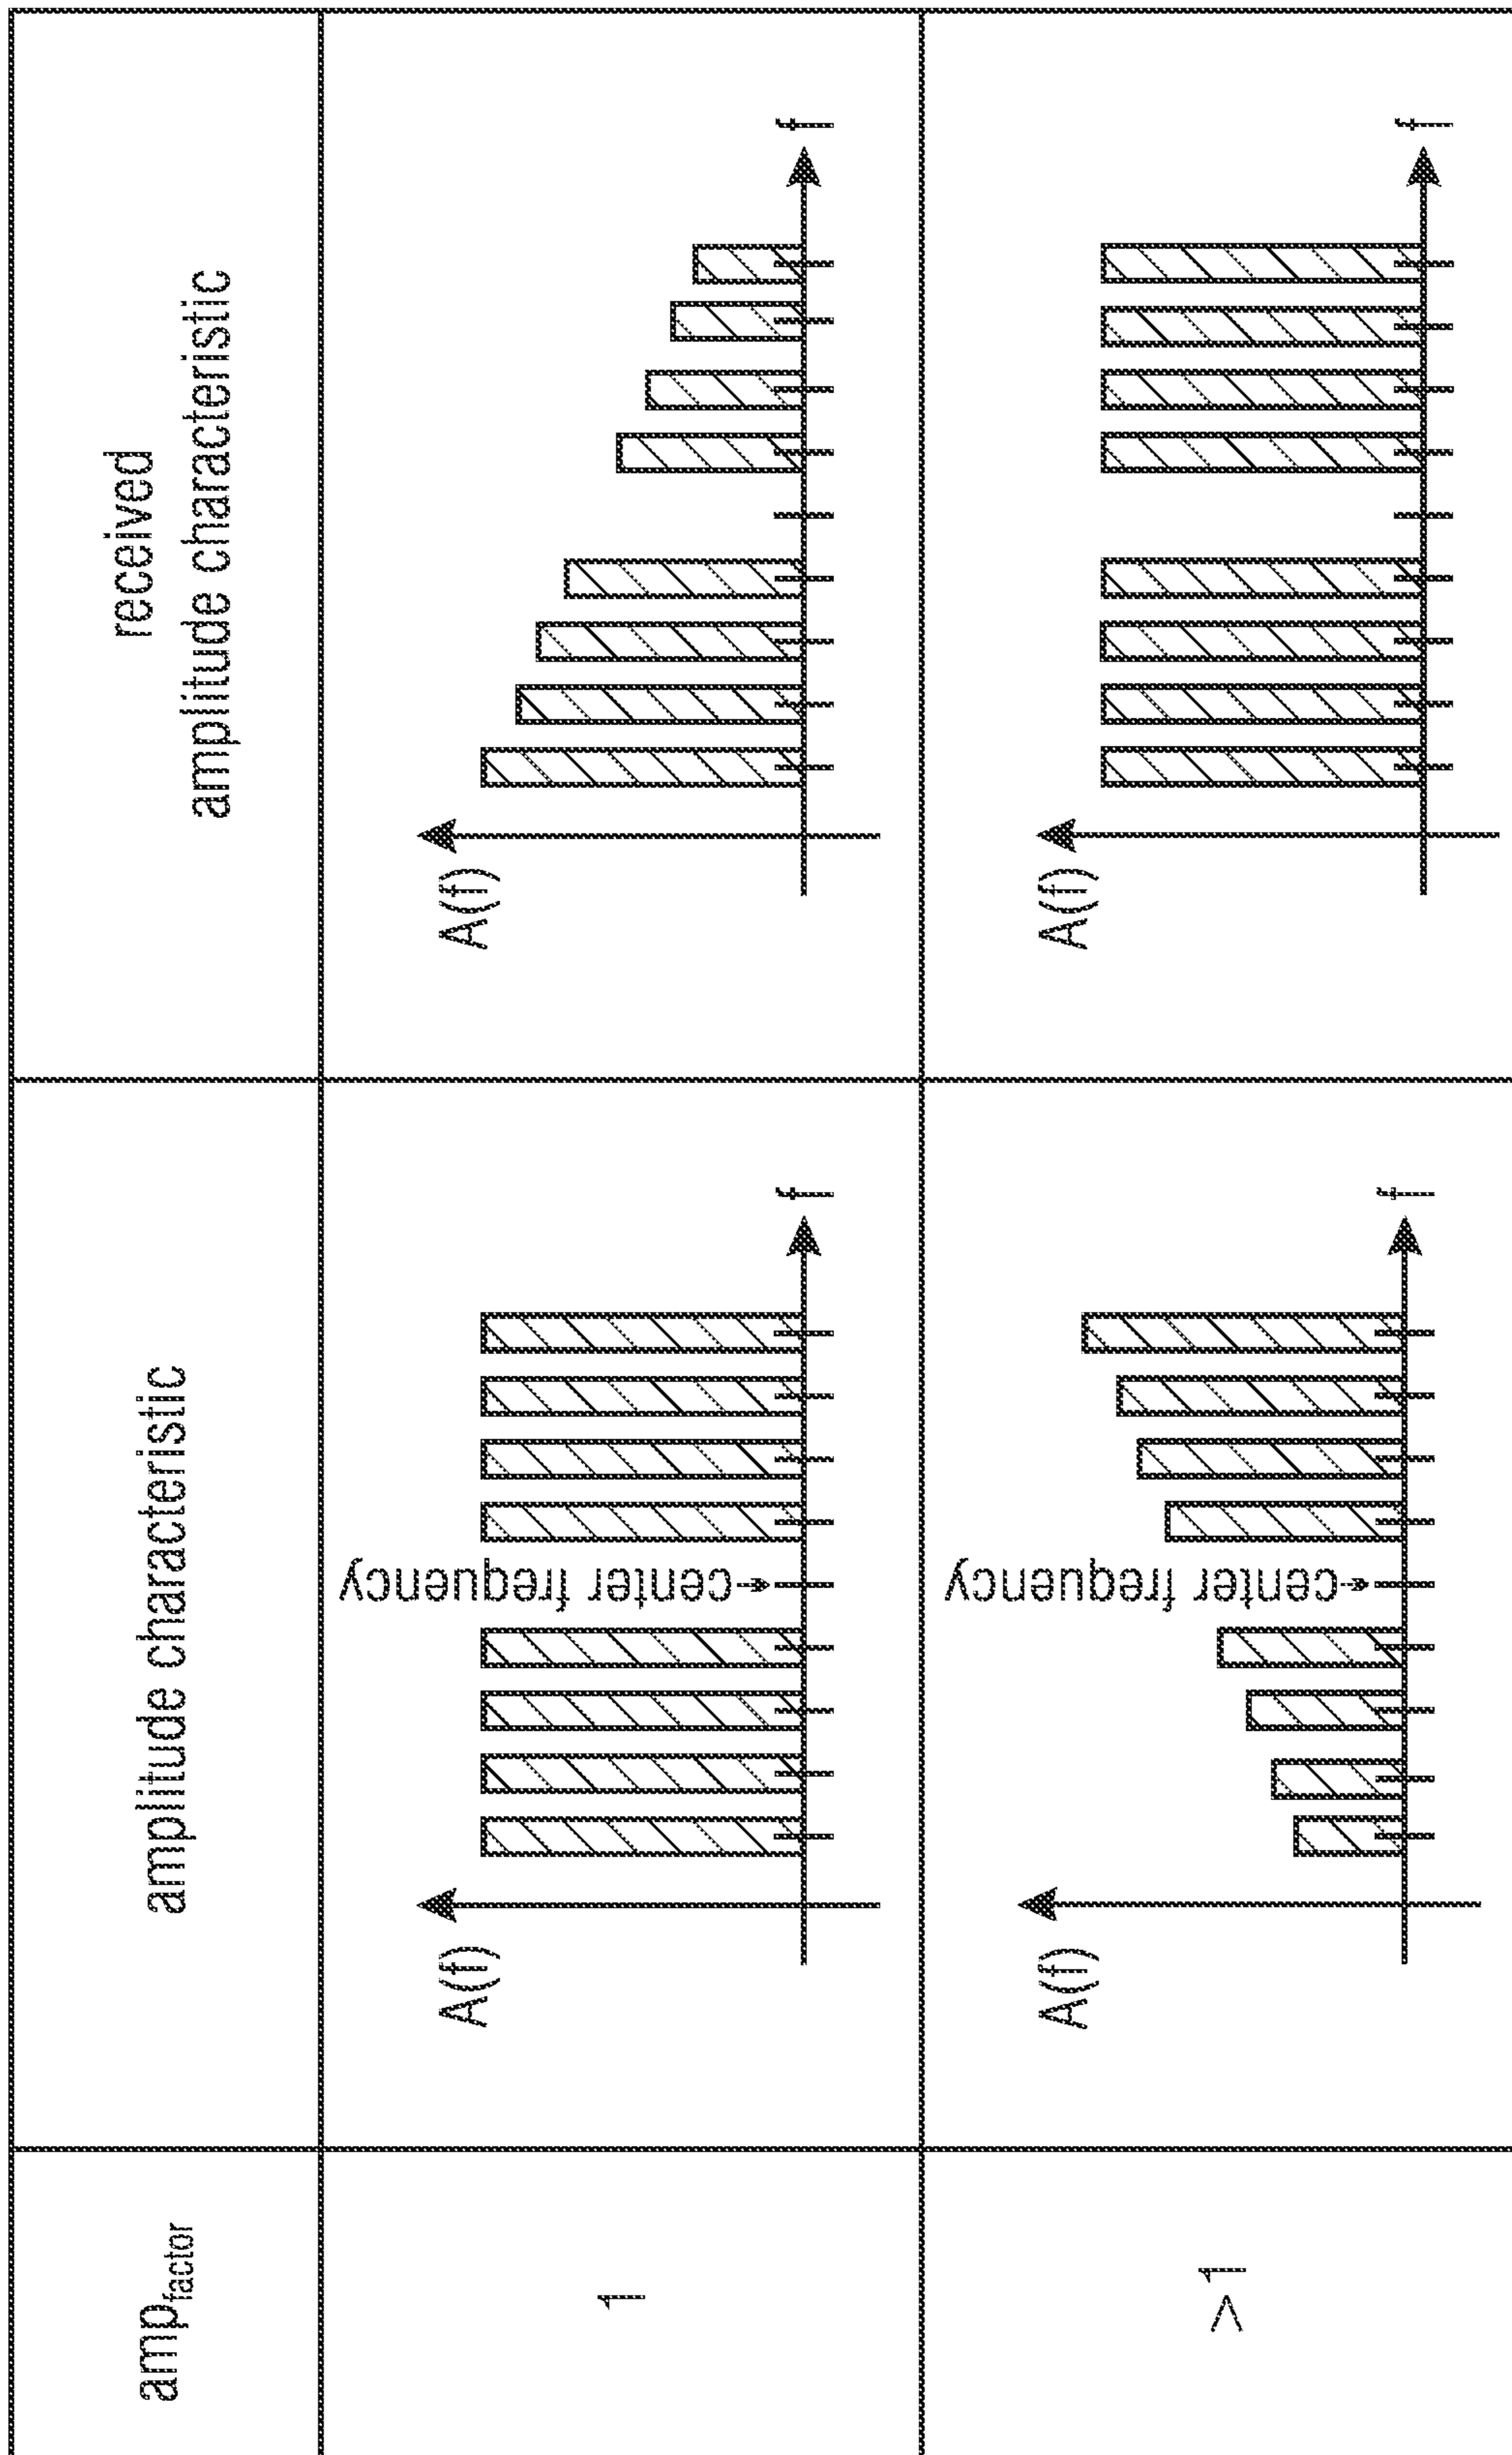 amp_factor
amplitude characteristic
received
amplitude characteristic
1
A(f)
center frequency
f
A(f)
f
>1
A(f)
center frequency
f
A(f)
f